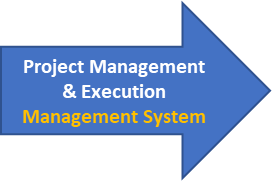 Project Management
& Execution
Management System